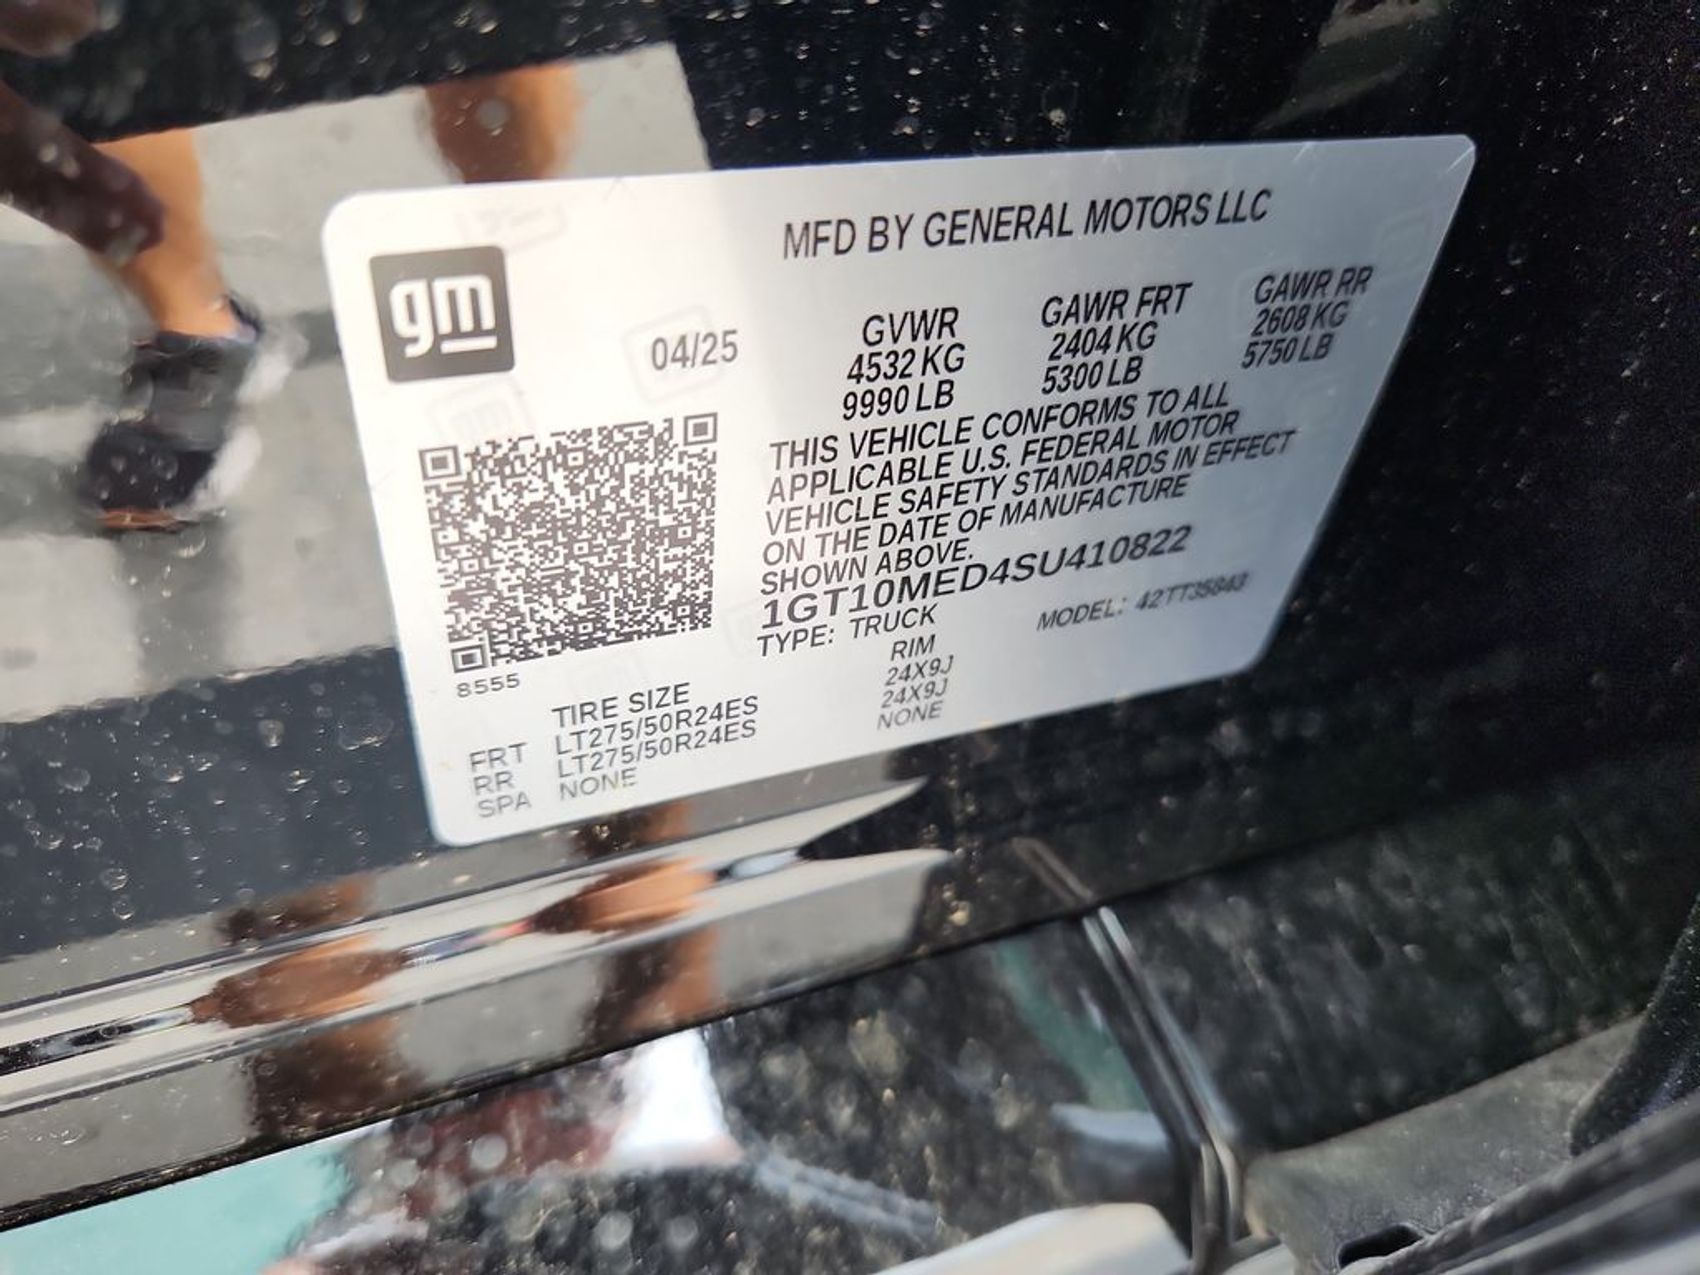 MFD BY GENERAL MOTORS LLC
gm
04/25
GVWR GAWR FRT GAWR RR
4532 KG 2404 KG 2608 KG
9990 LB 5300 LB 5750 LB
THIS VEHICLE CONFORMS TO ALL
APPLICABLE U.S. FEDERAL MOTOR
VEHICLE SAFETY STANDARDS IN EFFECT
ON THE DATE OF MANUFACTURE
SHOWN ABOVE.
1GT10MED4SU410822
TYPE: TRUCK MODEL: 42TT35843
8555
TIRE SIZE RIM
FRT LT275/50R24ES 24X9J
RR LT275/50R24ES 24X9J
SPA NONE NONE